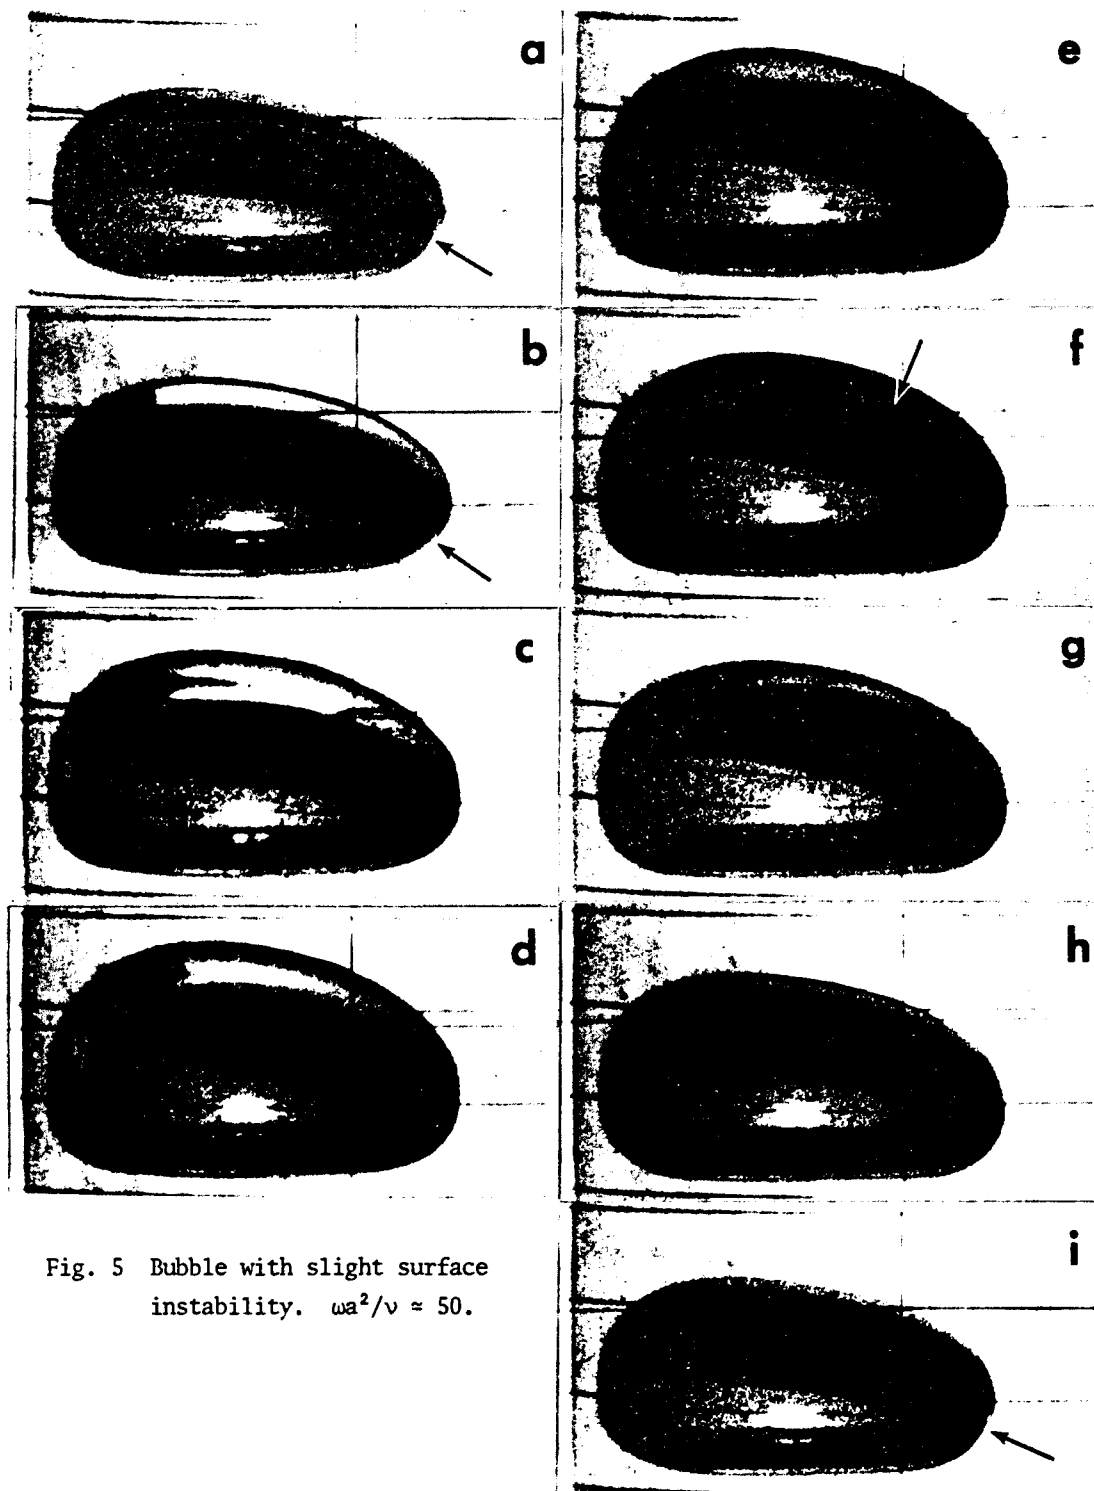 a
b
c
d
e
f
g
h
i
Fig. 5 Bubble with slight surface
instability. ωa²/ν ≈ 50.